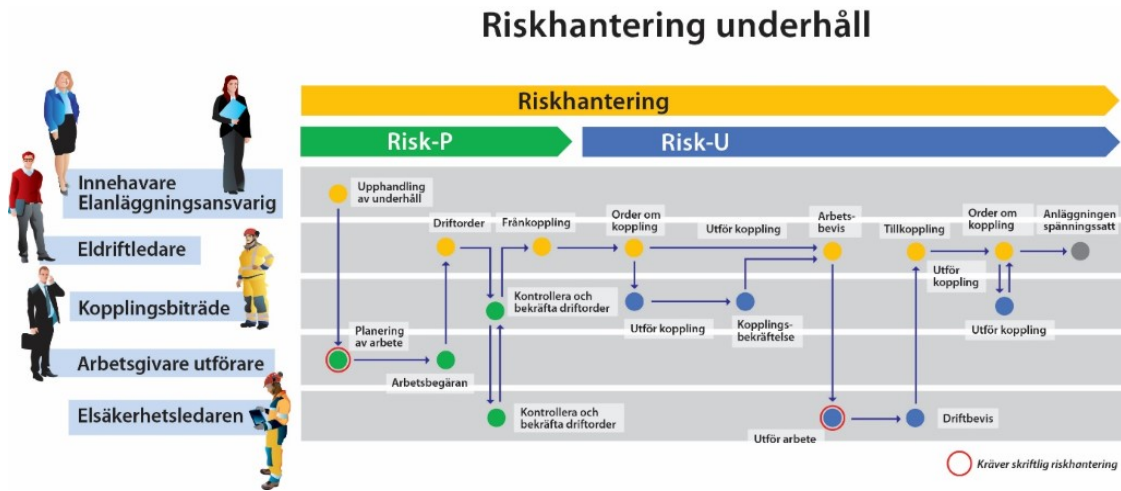 Riskhantering underhåll
Riskhantering
Risk-P
Risk-U
Innehavare
Elanläggningsansvarig
Upphandling
av underhåll
Eldriftledare
Driftorder
Frånkoppling
Order om
koppling
Utför koppling
Arbets-
bevis
Tillkoppling
Order om
koppling
Anläggningen
spänningssatt
Utför
koppling
Kopplingsbiträde
Kontrollera och
bekräfta driftorder
Utför koppling
Kopplings-
bekräftelse
Utför koppling
Arbetsgivare utförare
Planering
av arbete
Arbetsbegäran
Elsäkerhetsledaren
Kontrollera och
bekräfta driftorder
Utför arbete
Driftbevis
Kräver skriftlig riskhantering